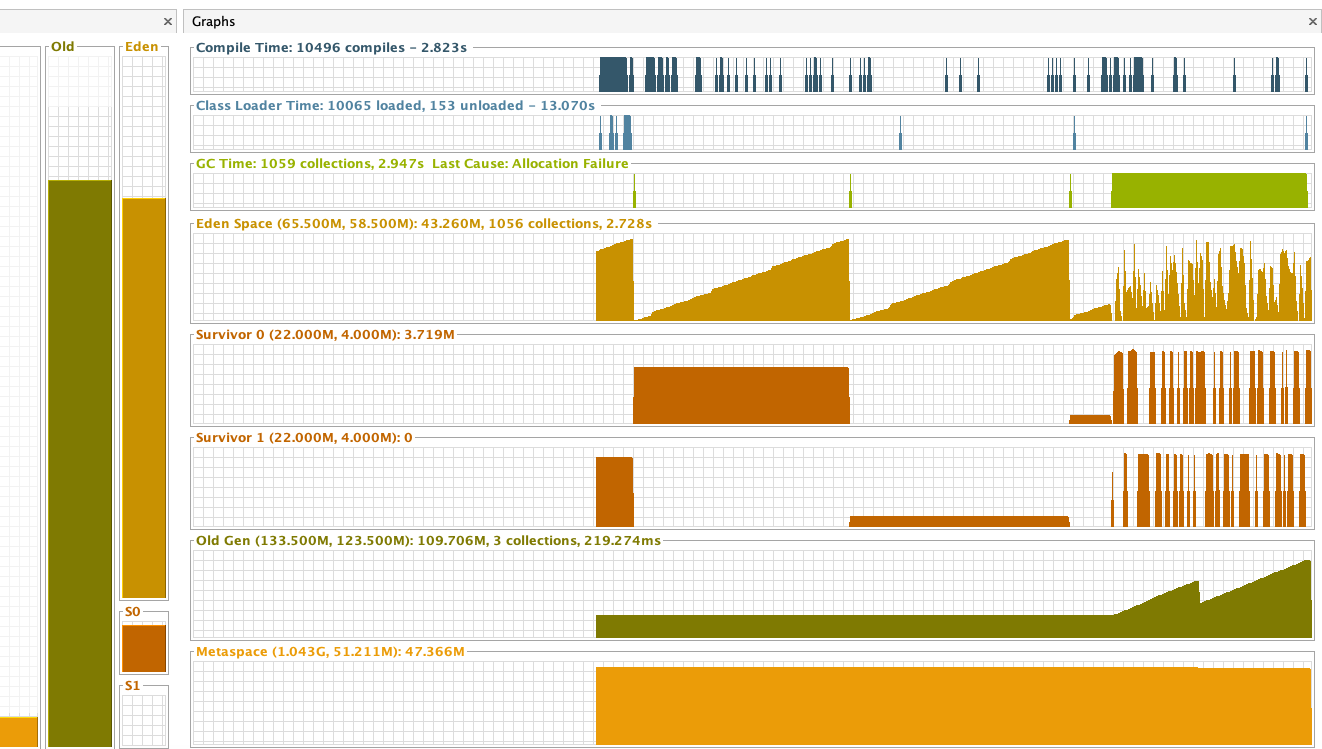 Graphs
Old
Eden
S0
S1
Compile Time: 10496 compiles – 2.823s
Class Loader Time: 10065 loaded, 153 unloaded – 13.070s
GC Time: 1059 collections, 2.947s Last Cause: Allocation Failure
Eden Space (65.500M, 58.500M): 43.260M, 1056 collections, 2.728s
Survivor 0 (22.000M, 4.000M): 3.719M
Survivor 1 (22.000M, 4.000M): 0
Old Gen (133.500M, 123.500M): 109.706M, 3 collections, 219.274ms
Metaspace (1.043G, 51.211M): 47.366M